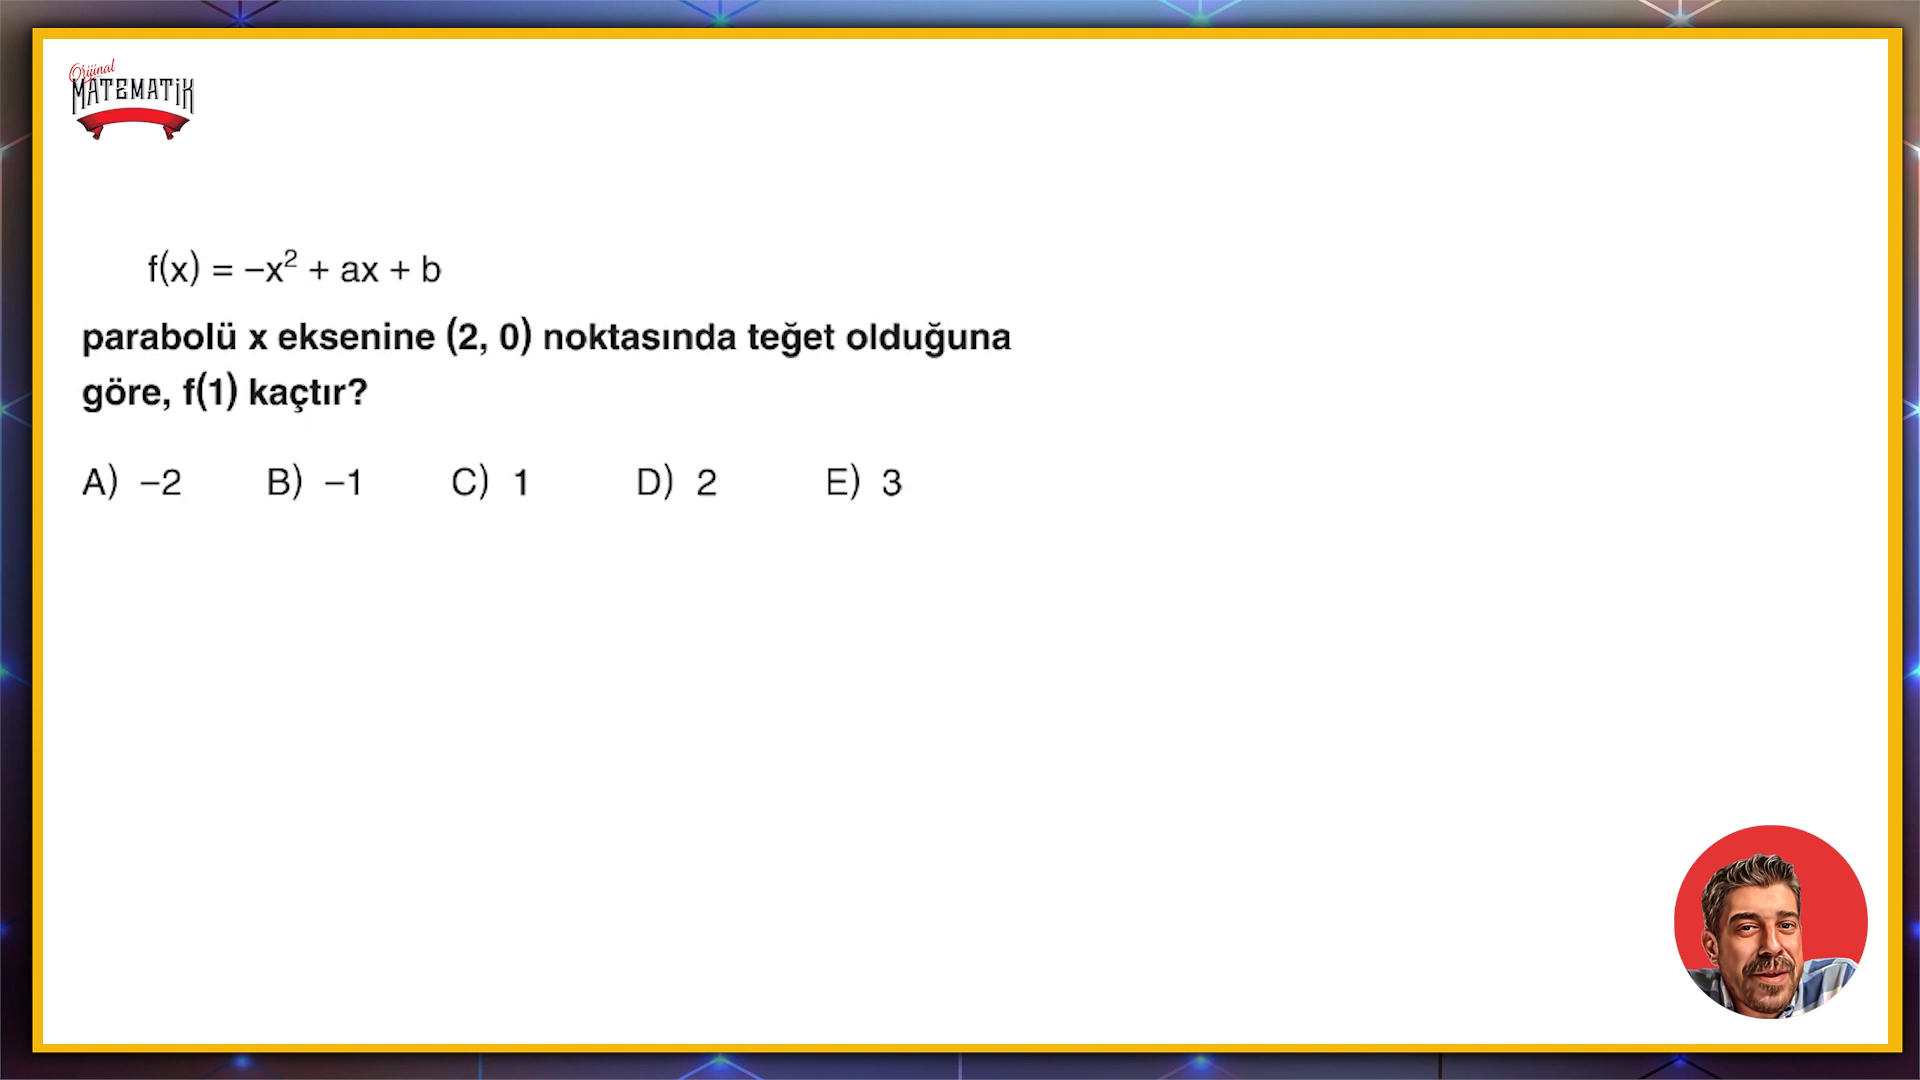 Orijinal
MATEMATİK
f(x) = –x² + ax + b
parabolü x eksenine (2, 0) noktasında teğet olduğuna
göre, f(1) kaçtır?
A) –2 B) –1 C) 1 D) 2 E) 3